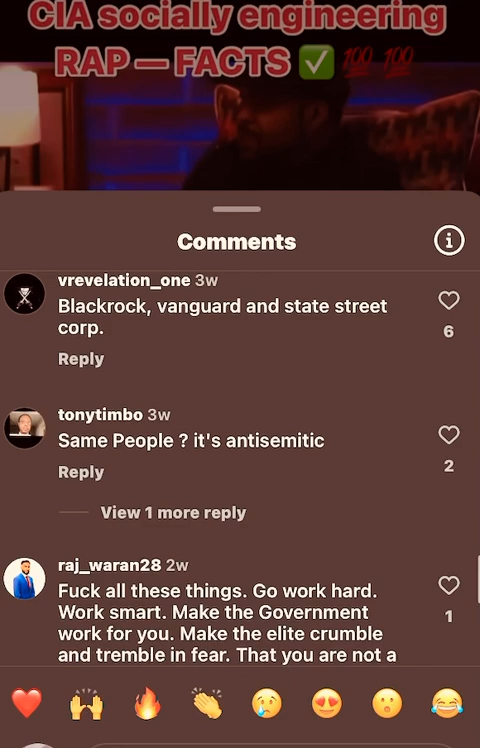 CIA socially engineering
RAP — FACTS ✅ 💯 💯
Comments
vrevelation_one 3w
Blackrock, vanguard and state street
corp.
6
Reply
tonytimbo 3w
Same People ? it's antisemitic
2
Reply
View 1 more reply
raj_waran28 2w
Fuck all these things. Go work hard.
Work smart. Make the Government
work for you. Make the elite crumble
and tremble in fear. That you are not a
1